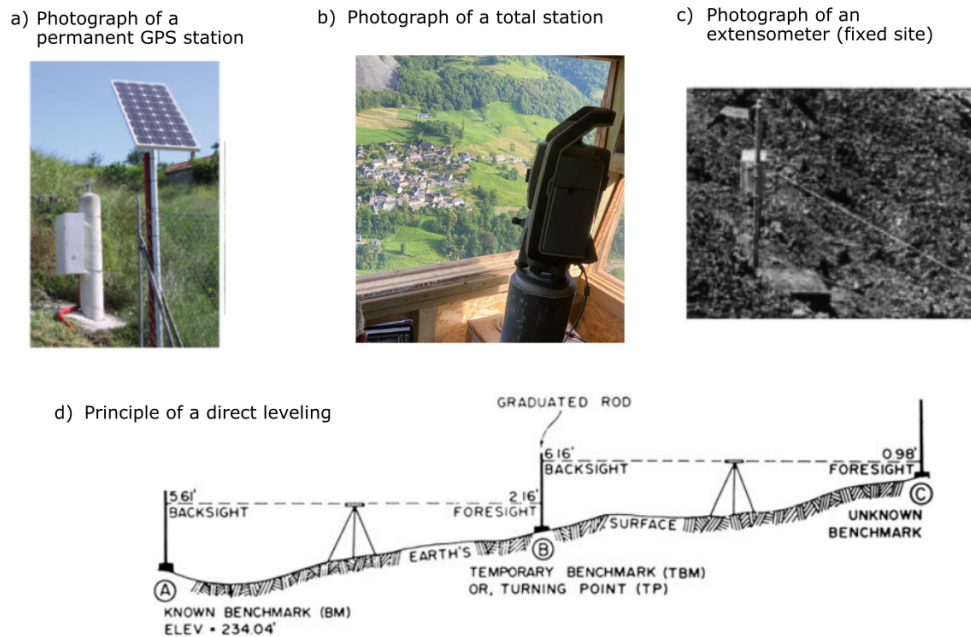 a) Photograph of a
permanent GPS station
b) Photograph of a total station
c) Photograph of an
extensometer (fixed site)
d) Principle of a direct leveling
GRADUATED ROD
5.61'
BACKSIGHT
2.16'
FORESIGHT
6.16'
BACKSIGHT
0.98'
FORESIGHT
EARTH'S
SURFACE
A
KNOWN BENCHMARK (BM)
ELEV = 234.04'
B
TEMPORARY BENCHMARK (TBM)
OR, TURNING POINT (TP)
C
UNKNOWN
BENCHMARK